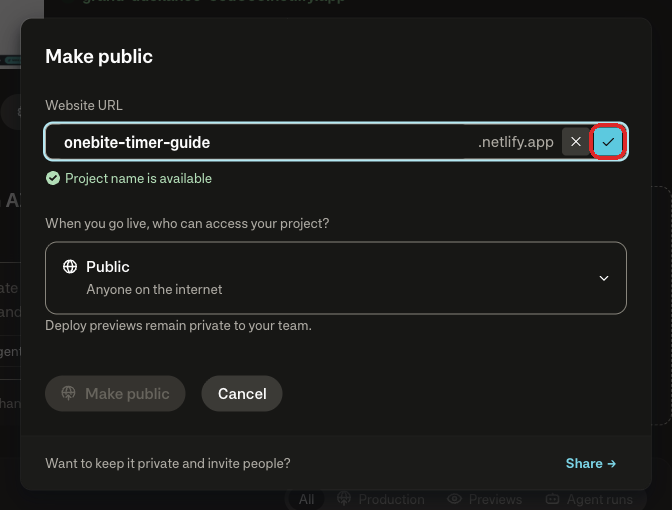 Make public
Website URL
onebite-timer-guide .netlify.app
Project name is available
When you go live, who can access your project?
Public
Anyone on the internet
Deploy previews remain private to your team.
Make public Cancel
Want to keep it private and invite people? Share →
All Production Previews Agent runs